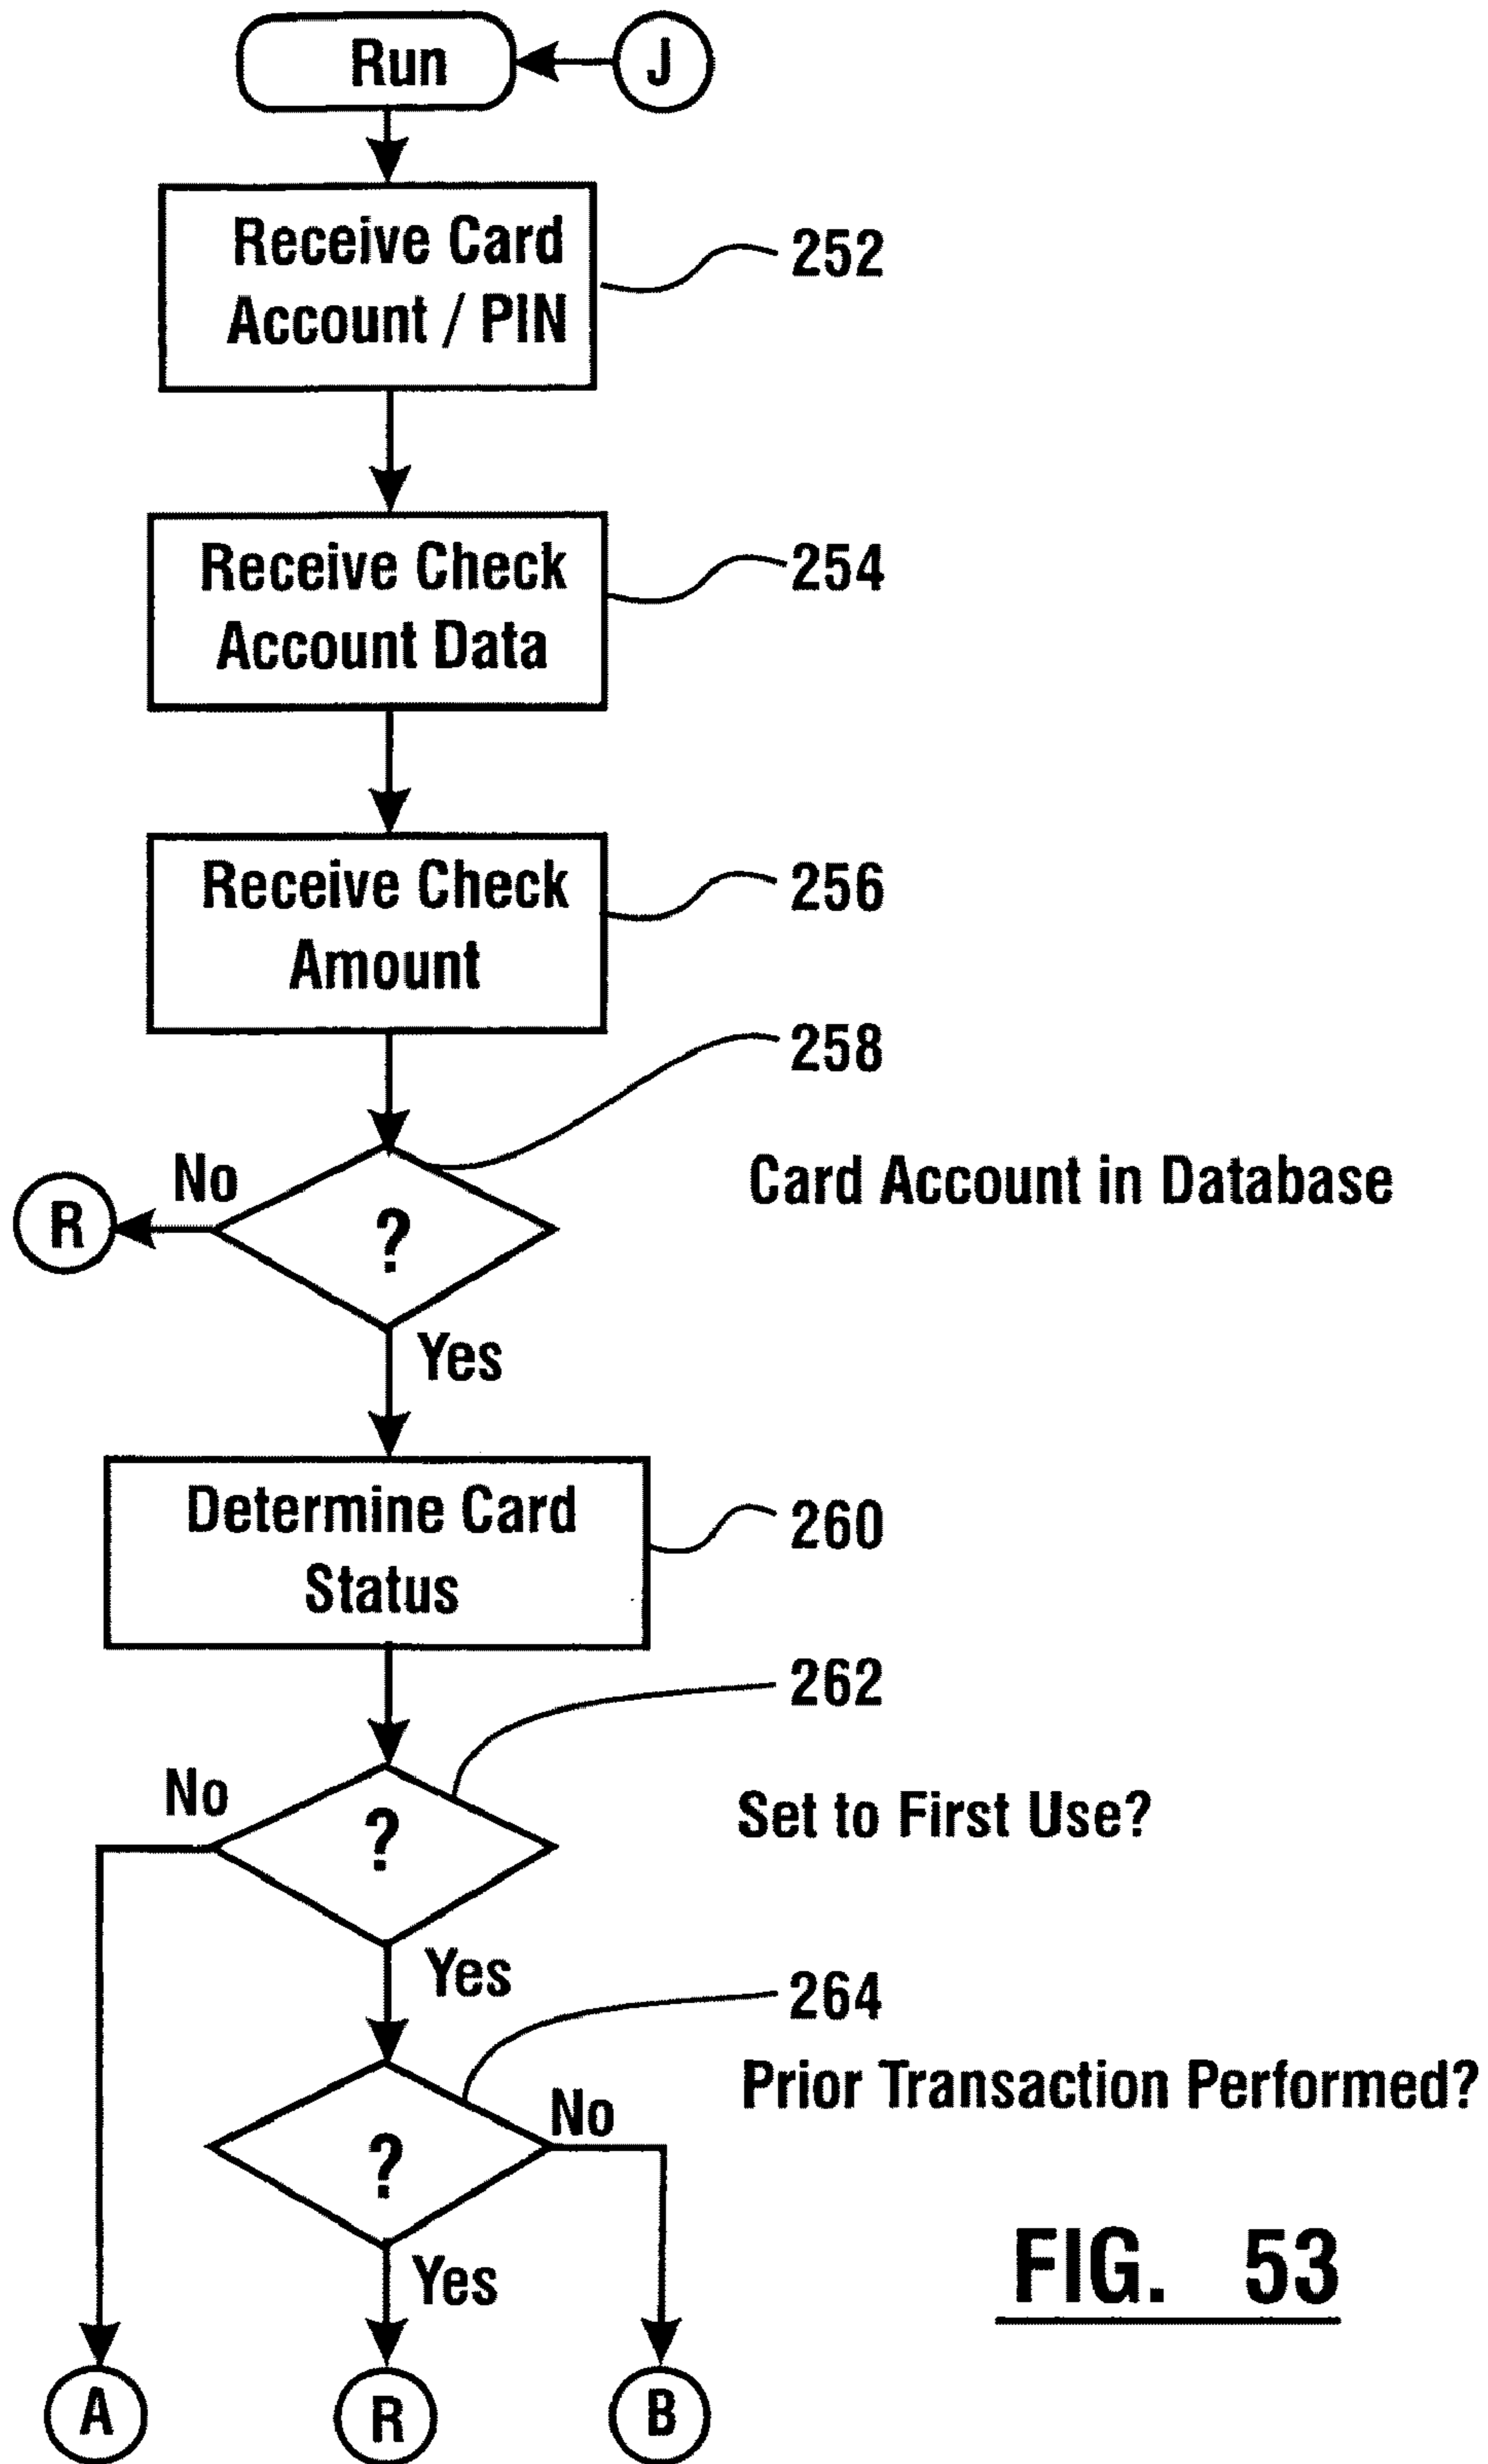 Run
J
Receive Card
Account / PIN
252
Receive Check
Account Data
254
Receive Check
Amount
256
258
No
R
?
Card Account in Database
Yes
Determine Card
Status
260
262
No
?
Set to First Use?
Yes
264
Prior Transaction Performed?
No
?
Yes
FIG. 53
A
R
B